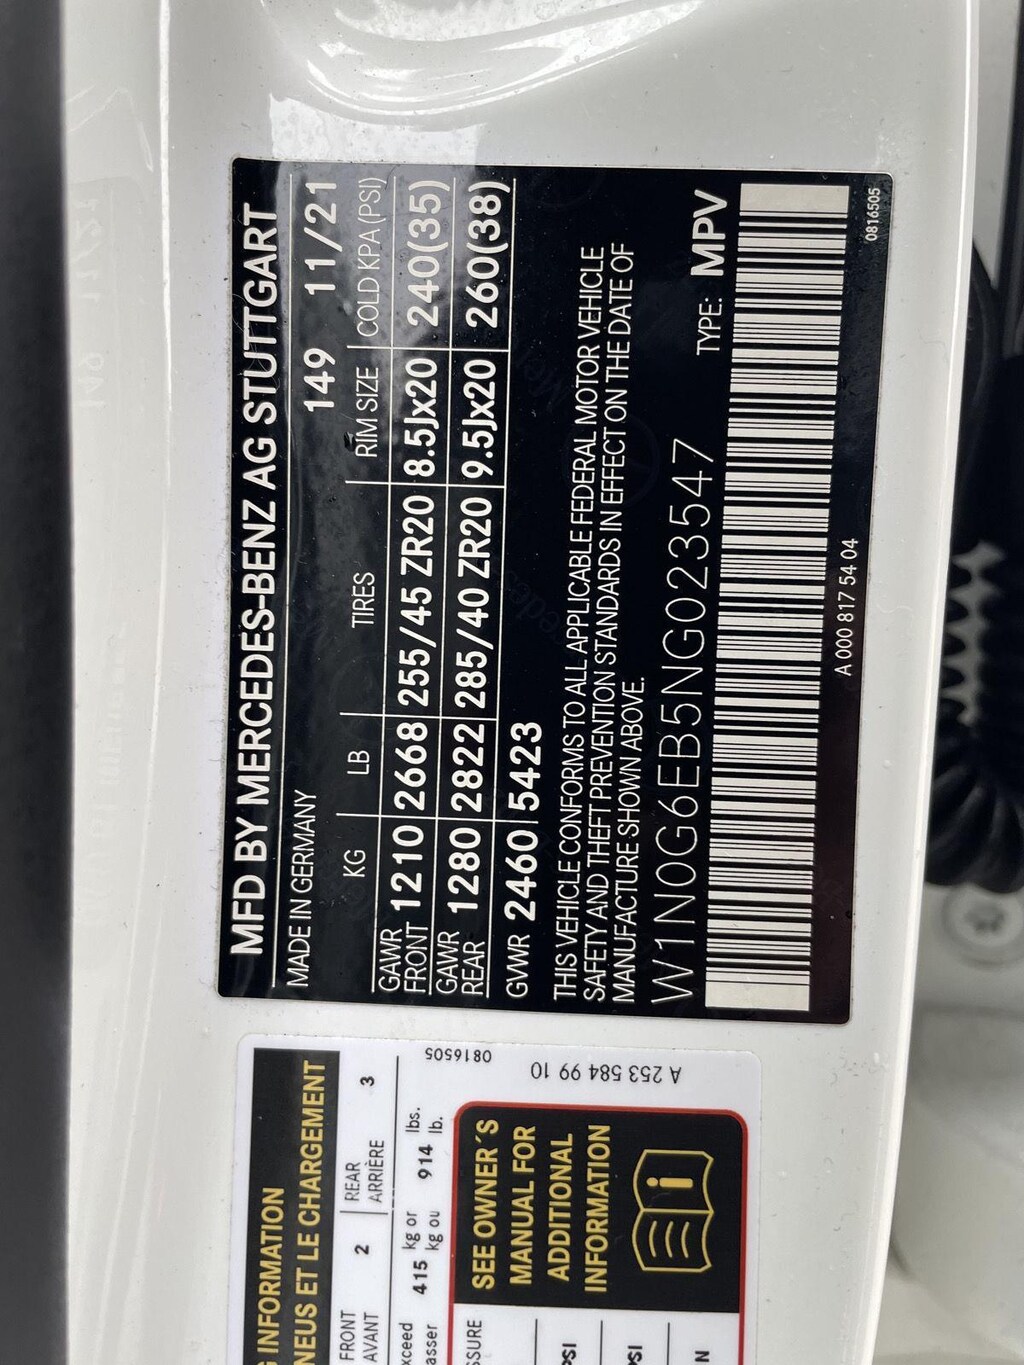 MFD BY MERCEDES-BENZ AG STUTTGART
MADE IN GERMANY 149 11/21
KG LB TIRES RIM SIZE COLD KPA (PSI)
GAWR FRONT 1210 2668 255/45 ZR20 8.5Jx20 240(35)
GAWR REAR 1280 2822 285/40 ZR20 9.5Jx20 260(38)
GVWR 2460 5423
THIS VEHICLE CONFORMS TO ALL APPLICABLE FEDERAL MOTOR VEHICLE
SAFETY AND THEFT PREVENTION STANDARDS IN EFFECT ON THE DATE OF
MANUFACTURE SHOWN ABOVE.
W1N0G6EB5NG023547 TYPE: MPV
A 000 817 54 04 0816505
INFORMATION
NEUS ET LE CHARGEMENT
FRONT 2 REAR 3
AVANT ARRIÈRE
xceed 415 kg or 914 lbs.
asser kg ou lb.
0816505
SSURE
SEE OWNER'S
MANUAL FOR
ADDITIONAL
INFORMATION
PSI
PSI
N
A 253 584 99 10